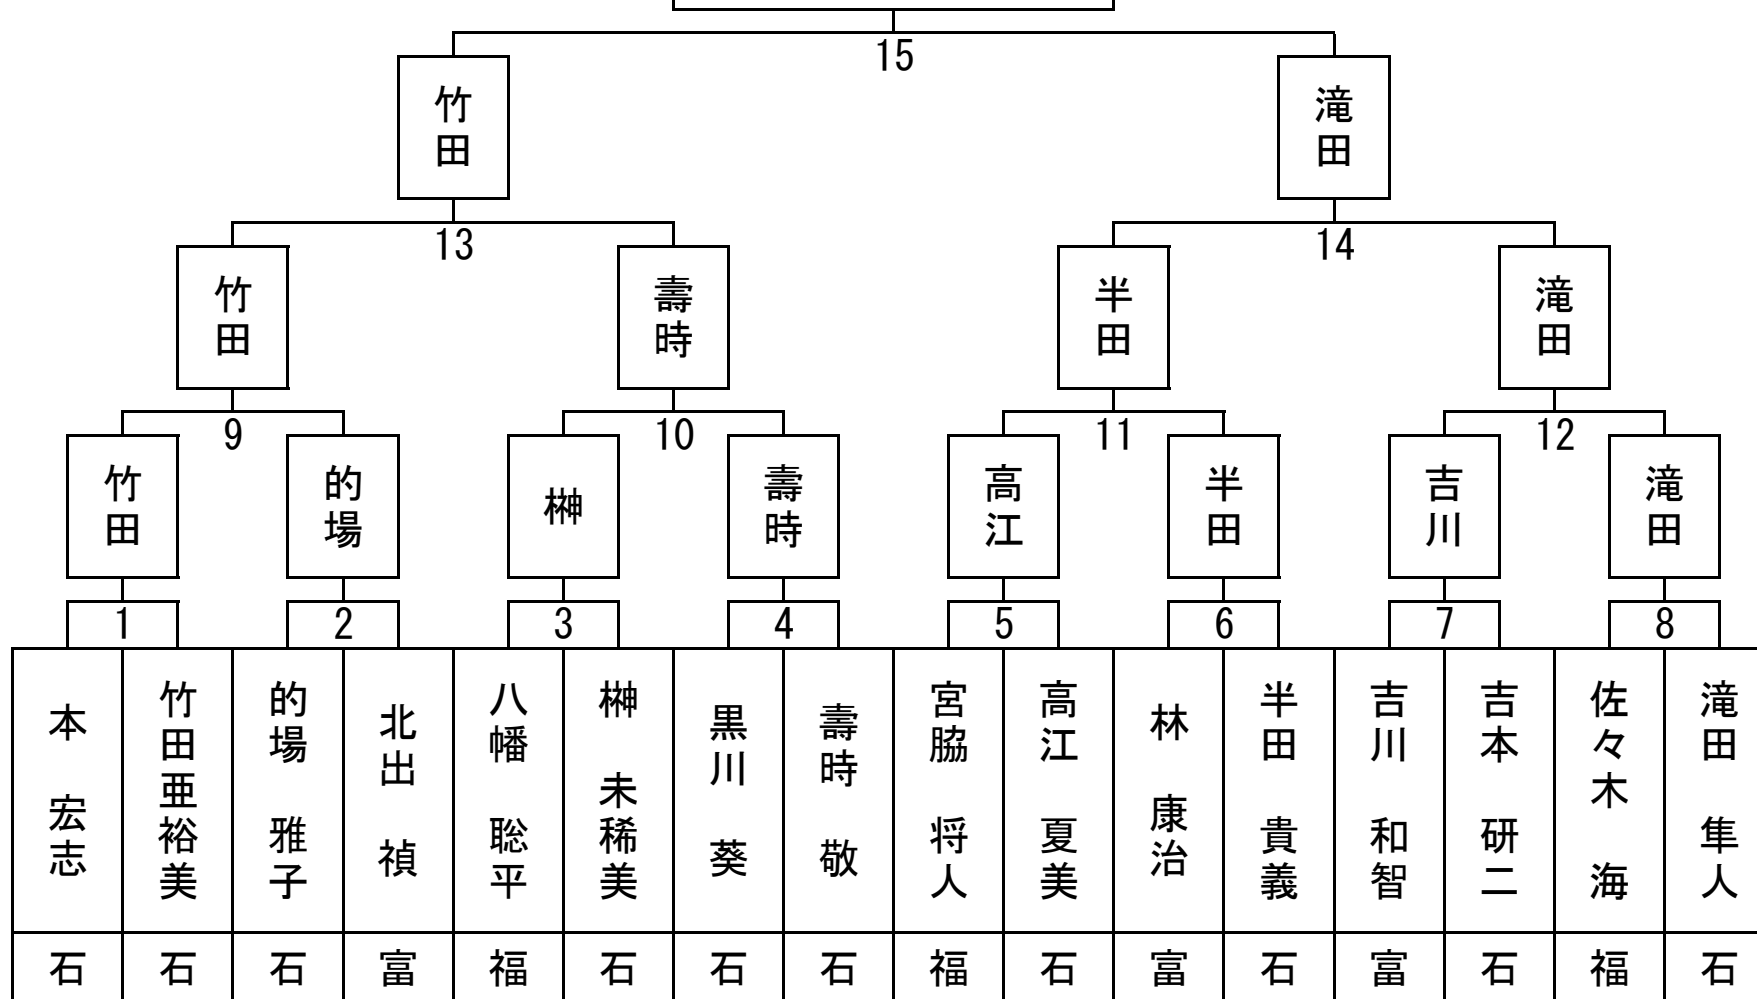 15
竹田
滝田
13
14
竹田
壽時
半田
滝田
9
10
11
12
竹田
的場
榊
壽時
高江
半田
吉川
滝田
1
2
3
4
5
6
7
8
本 宏志
竹田亜裕美
的場 雅子
北出 禎
八幡 聡平
榊 未稀美
黒川 葵
壽時 敬
宮脇 将人
高江 夏美
林 康治
半田 貴義
吉川 和智
吉本 研二
佐々木 海
滝田 隼人
石
石
石
富
福
石
石
石
福
石
富
石
富
石
福
石